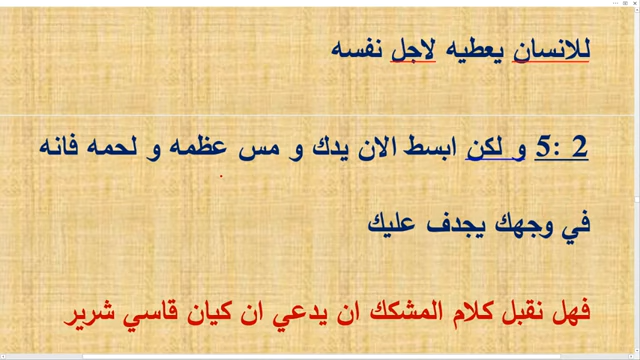 للانسان يعطيه لاجل نفسه
2 :5 و لكن ابسط الان يدك و مس عظمه و لحمه فانه
في وجهك يجدف عليك
فهل نقبل كلام المشكك ان يدعي ان كيان قاسي شرير